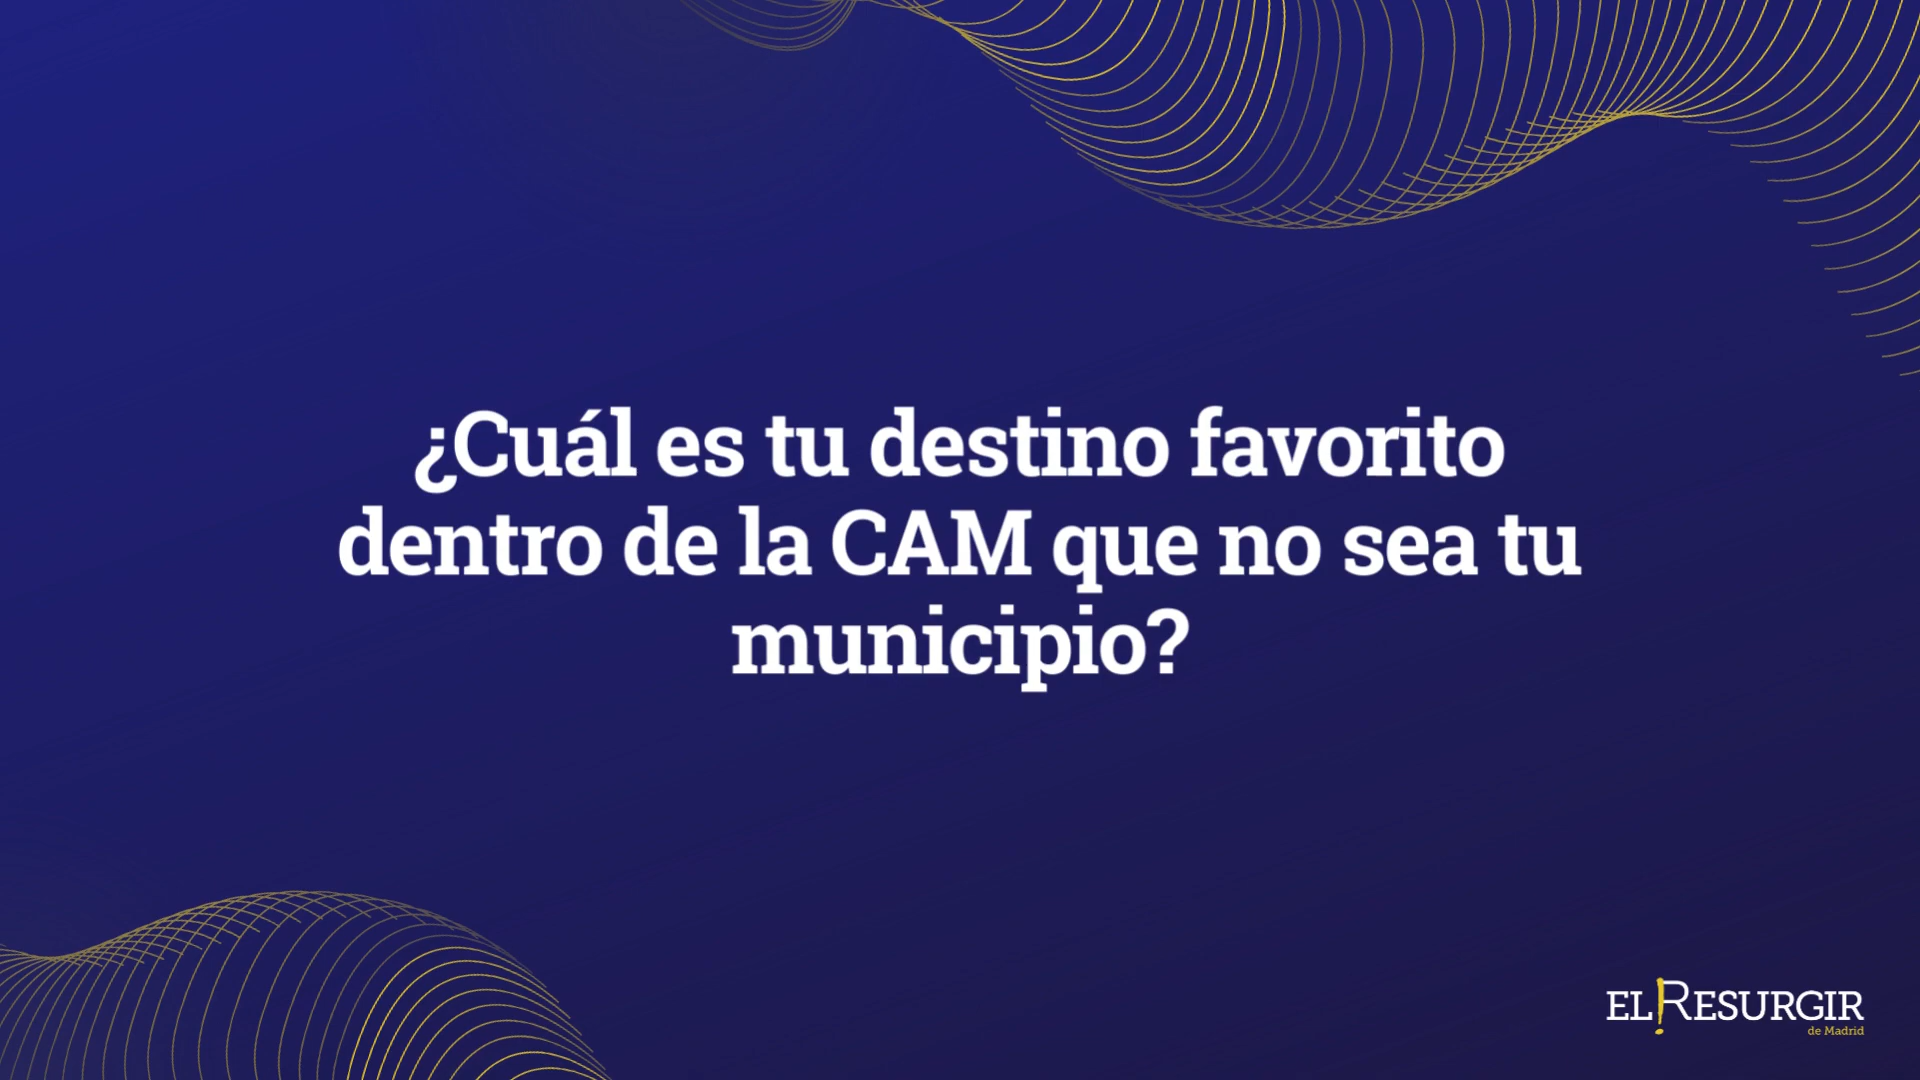 ¿Cuál es tu destino favorito
dentro de la CAM que no sea tu
municipio?
EL RESURGIR
de Madrid